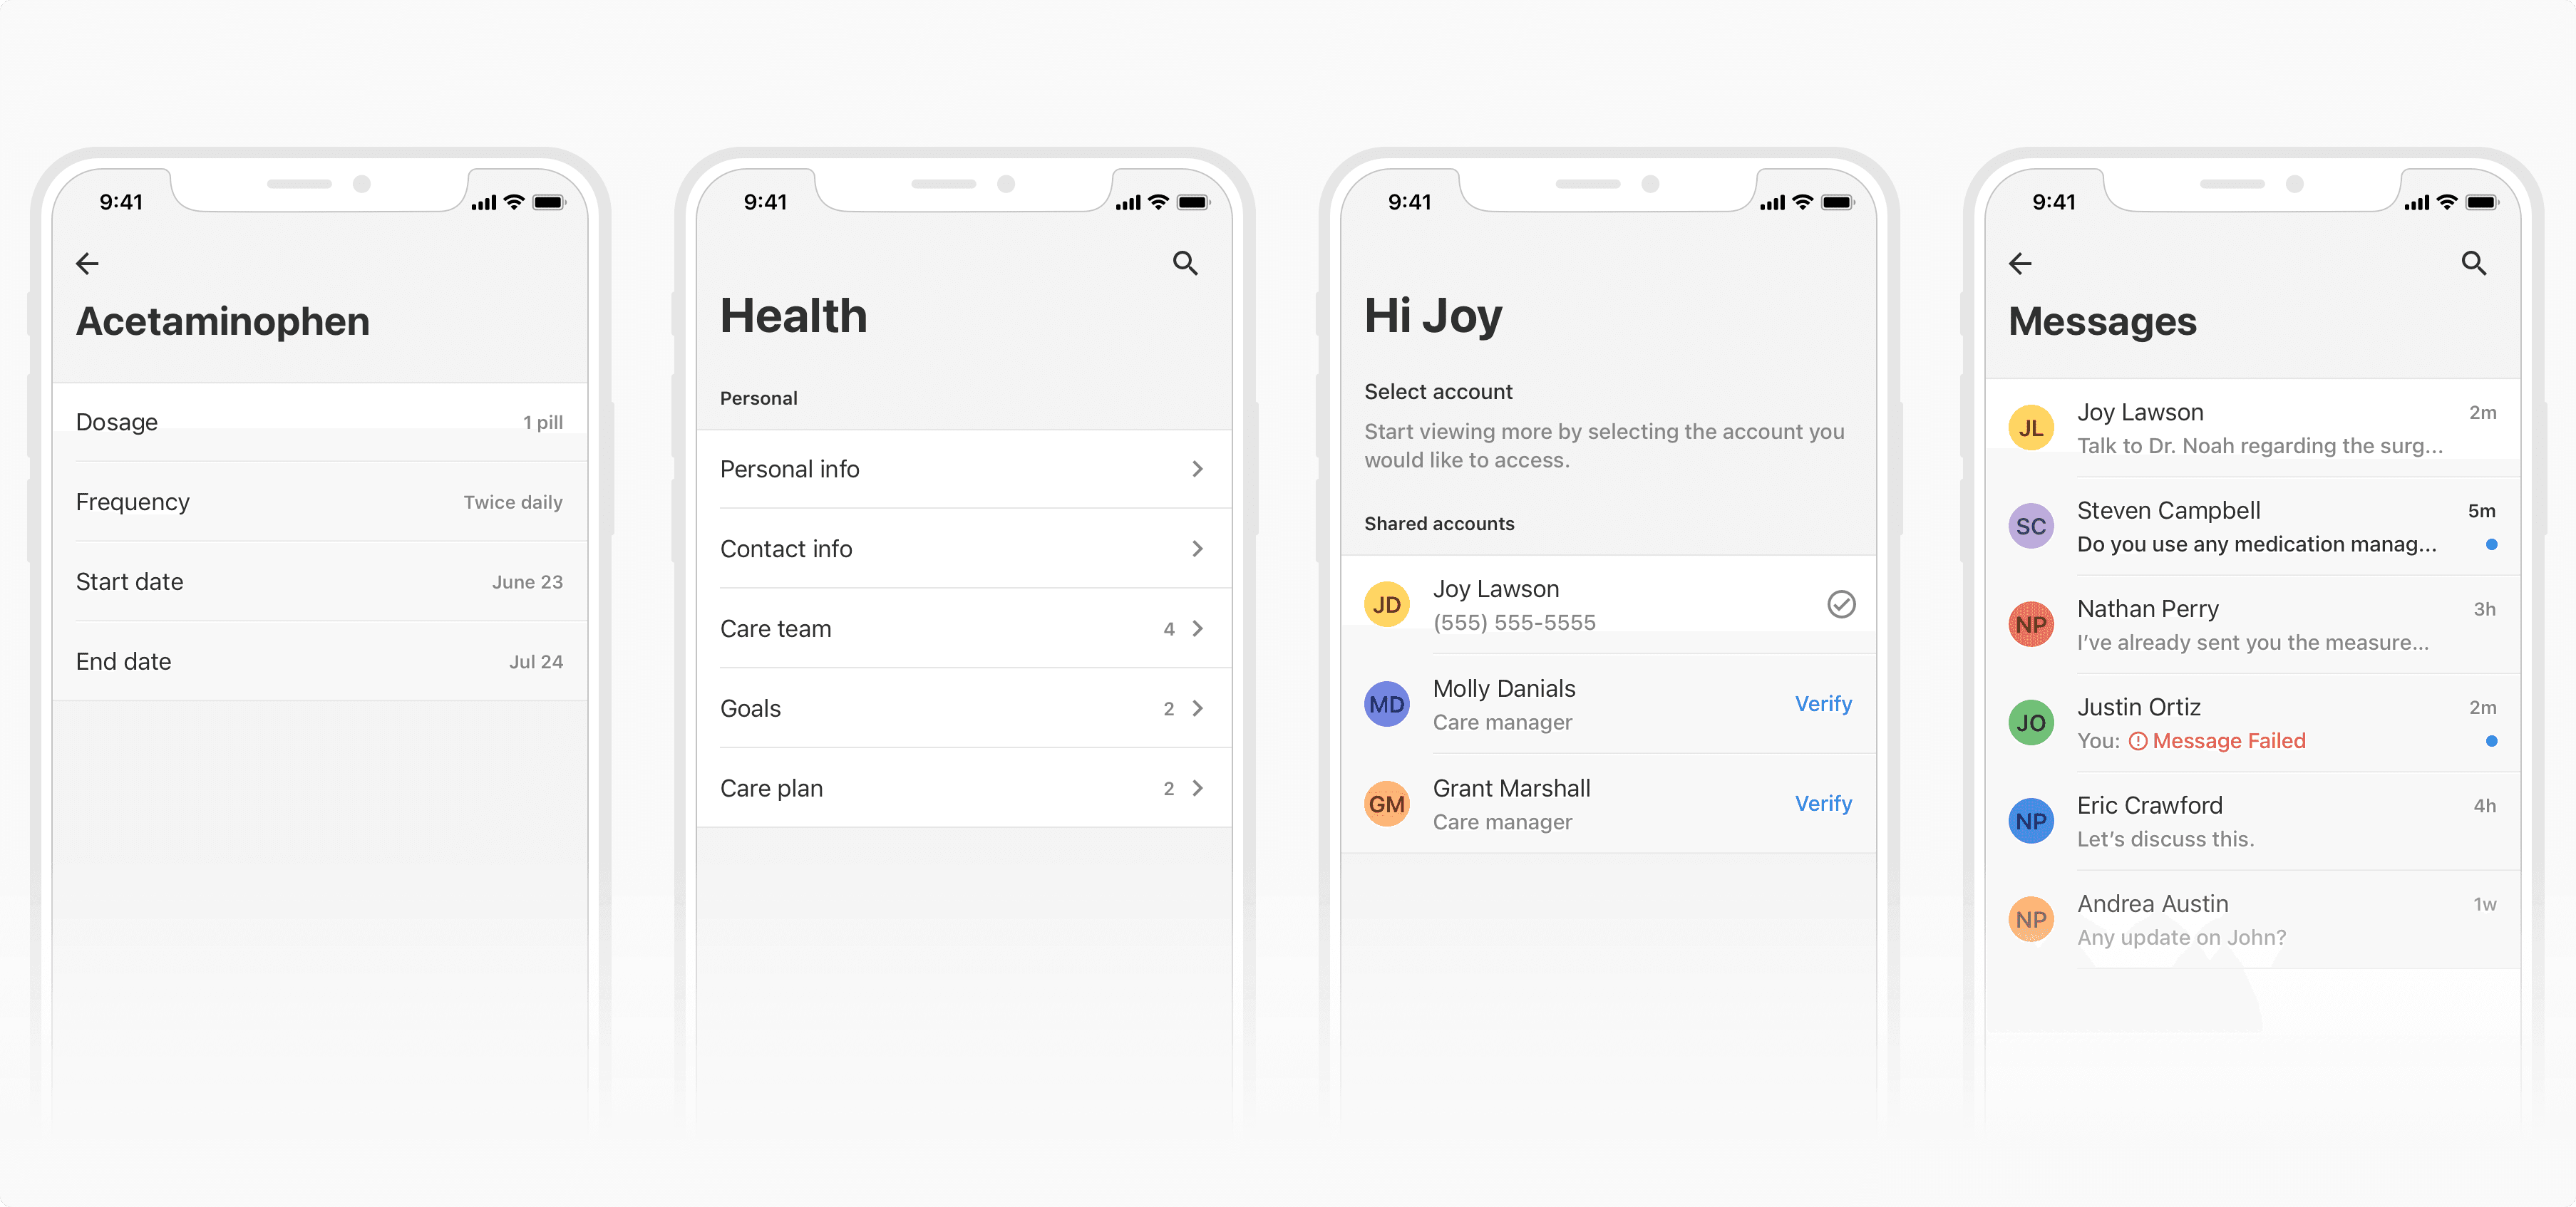 9:41
Acetaminophen
Dosage 1 pill
Frequency Twice daily
Start date June 23
End date Jul 24
9:41
Health
Personal
Personal info
Contact info
Care team 4
Goals 2
Care plan 2
9:41
Hi Joy
Select account
Start viewing more by selecting the account you
would like to access.
Shared accounts
JD Joy Lawson
(555) 555-5555
MD Molly Danials Verify
Care manager
GM Grant Marshall Verify
Care manager
9:41
Messages
JL Joy Lawson 2m
Talk to Dr. Noah regarding the surg...
SC Steven Campbell 5m
Do you use any medication manag...
NP Nathan Perry 3h
I’ve already sent you the measure...
JO Justin Ortiz 2m
You: Message Failed
NP Eric Crawford 4h
Let’s discuss this.
NP Andrea Austin 1w
Any update on John?